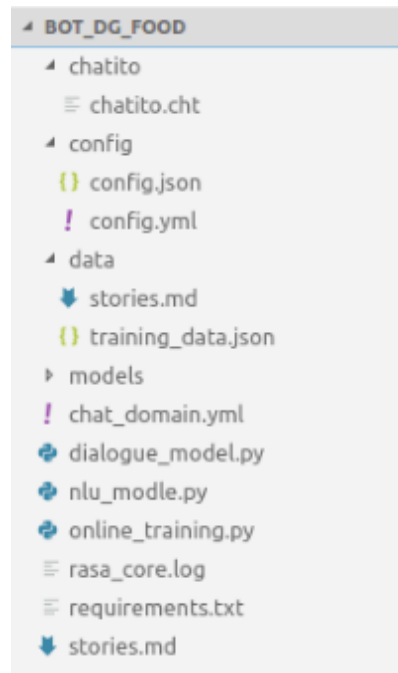 BOT_DG_FOOD
chatito
chatito.cht
config
{} config.json
! config.yml
data
stories.md
{} training_data.json
models
! chat_domain.yml
dialogue_model.py
nlu_modle.py
online_training.py
rasa_core.log
requirements.txt
stories.md